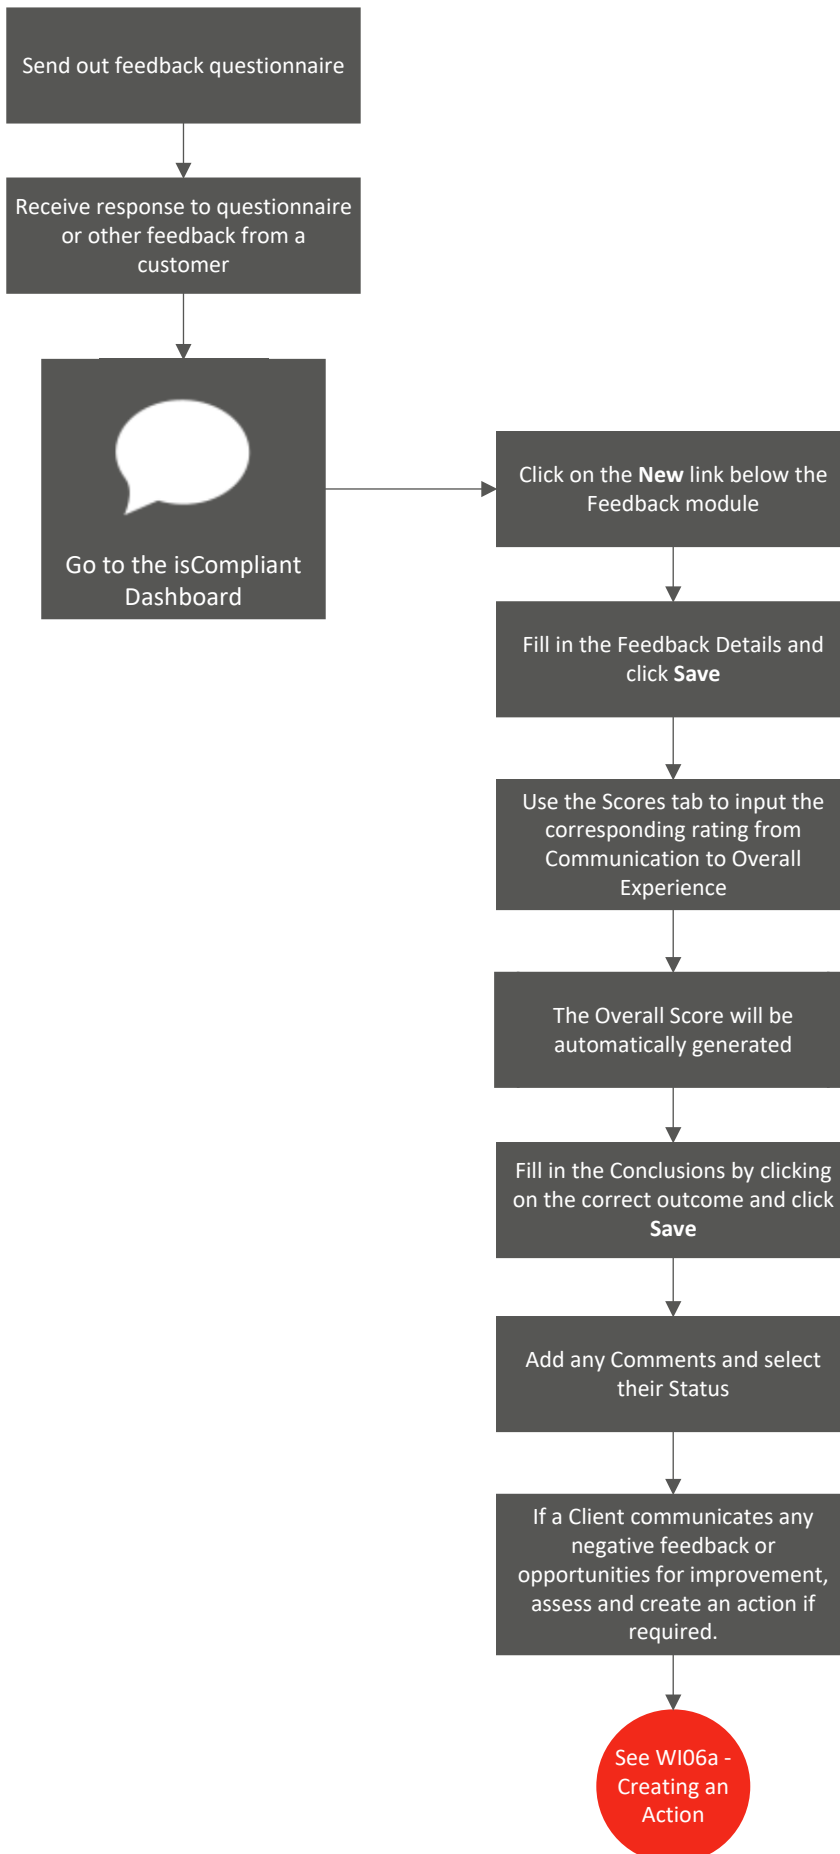 Send out feedback questionnaire
Receive response to questionnaire
or other feedback from a
customer
Go to the isCompliant
Dashboard
Click on the New link below the
Feedback module
Fill in the Feedback Details and
click Save
Use the Scores tab to input the
corresponding rating from
Communication to Overall
Experience
The Overall Score will be
automatically generated
Fill in the Conclusions by clicking
on the correct outcome and click
Save
Add any Comments and select
their Status
If a Client communicates any
negative feedback or
opportunities for improvement,
assess and create an action if
required.
See WI06a -
Creating an
Action